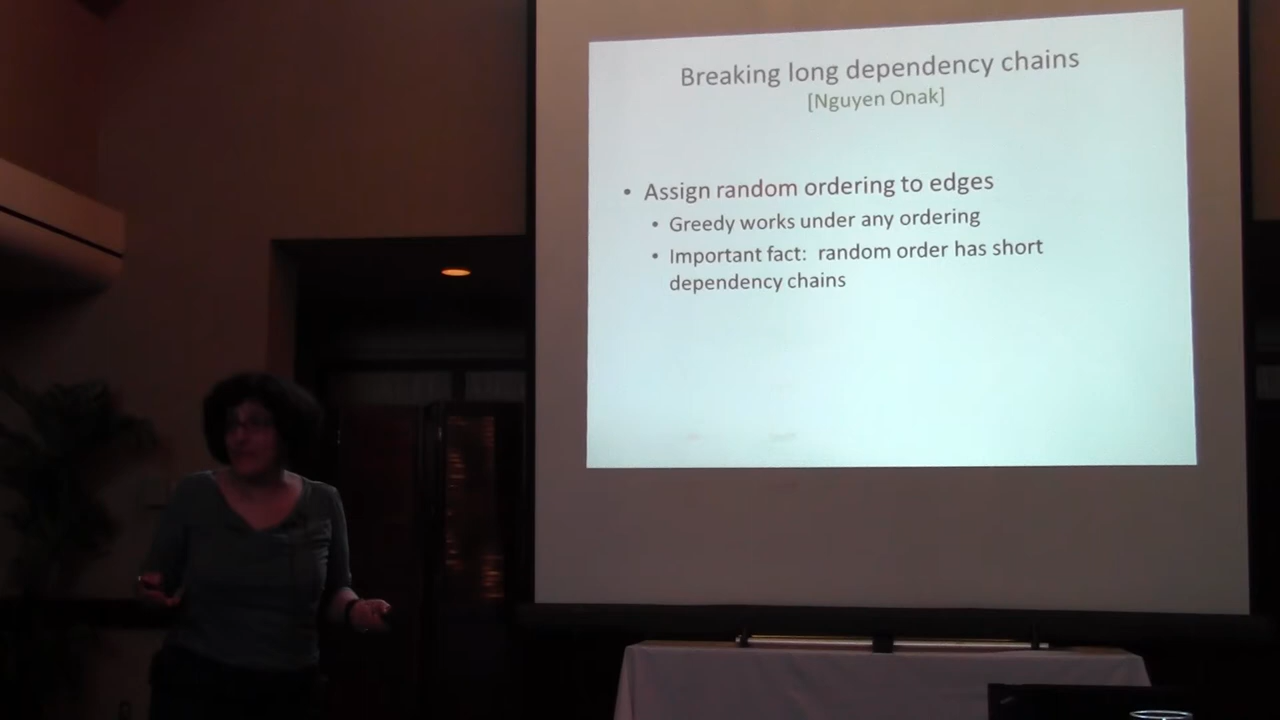 Breaking long dependency chains
[Nguyen Onak]
• Assign random ordering to edges
• Greedy works under any ordering
• Important fact: random order has short
dependency chains